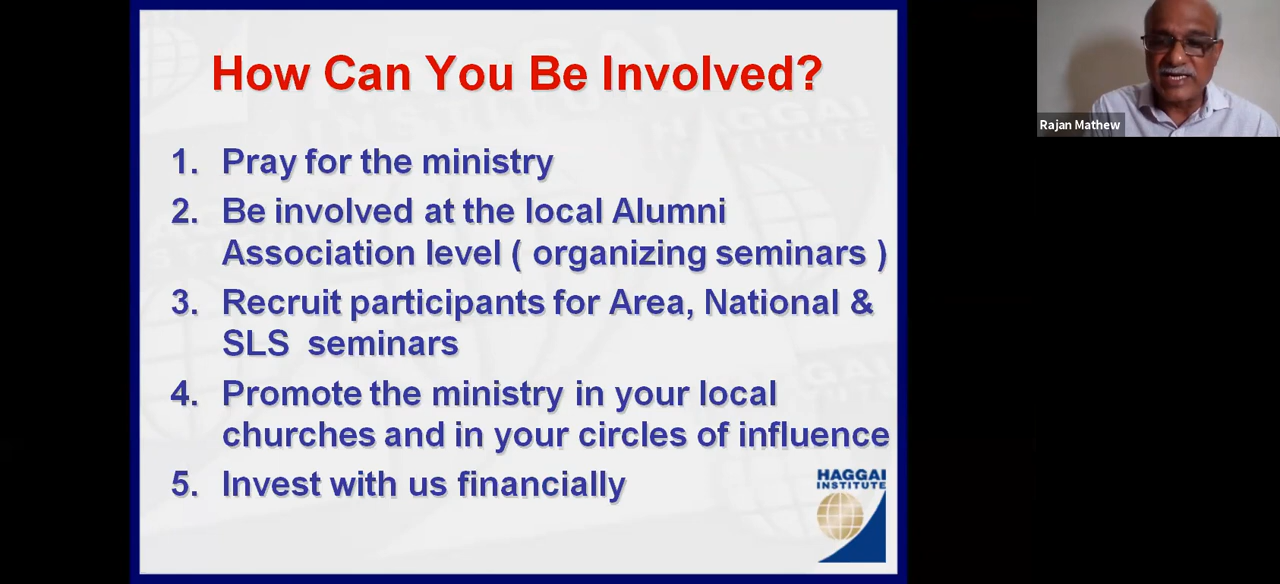 How Can You Be Involved?
1. Pray for the ministry
2. Be involved at the local Alumni
Association level ( organizing seminars )
3. Recruit participants for Area, National &
SLS seminars
4. Promote the ministry in your local
churches and in your circles of influence
5. Invest with us financially
HAGGAI
INSTITUTE
Rajan Mathew